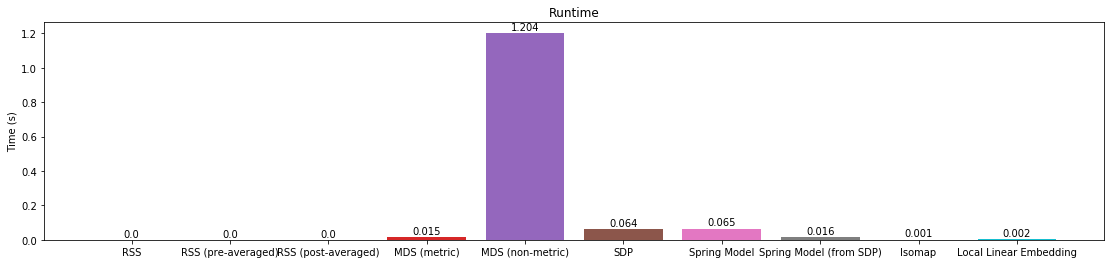 Runtime
Time (s)
1.2
1.0
0.8
0.6
0.4
0.2
0.0
0.0
0.0
0.0
0.015
1.204
0.064
0.065
0.016
0.001
0.002
RSS
RSS (pre-averaged)
RSS (post-averaged)
MDS (metric)
MDS (non-metric)
SDP
Spring Model
Spring Model (from SDP)
Isomap
Local Linear Embedding